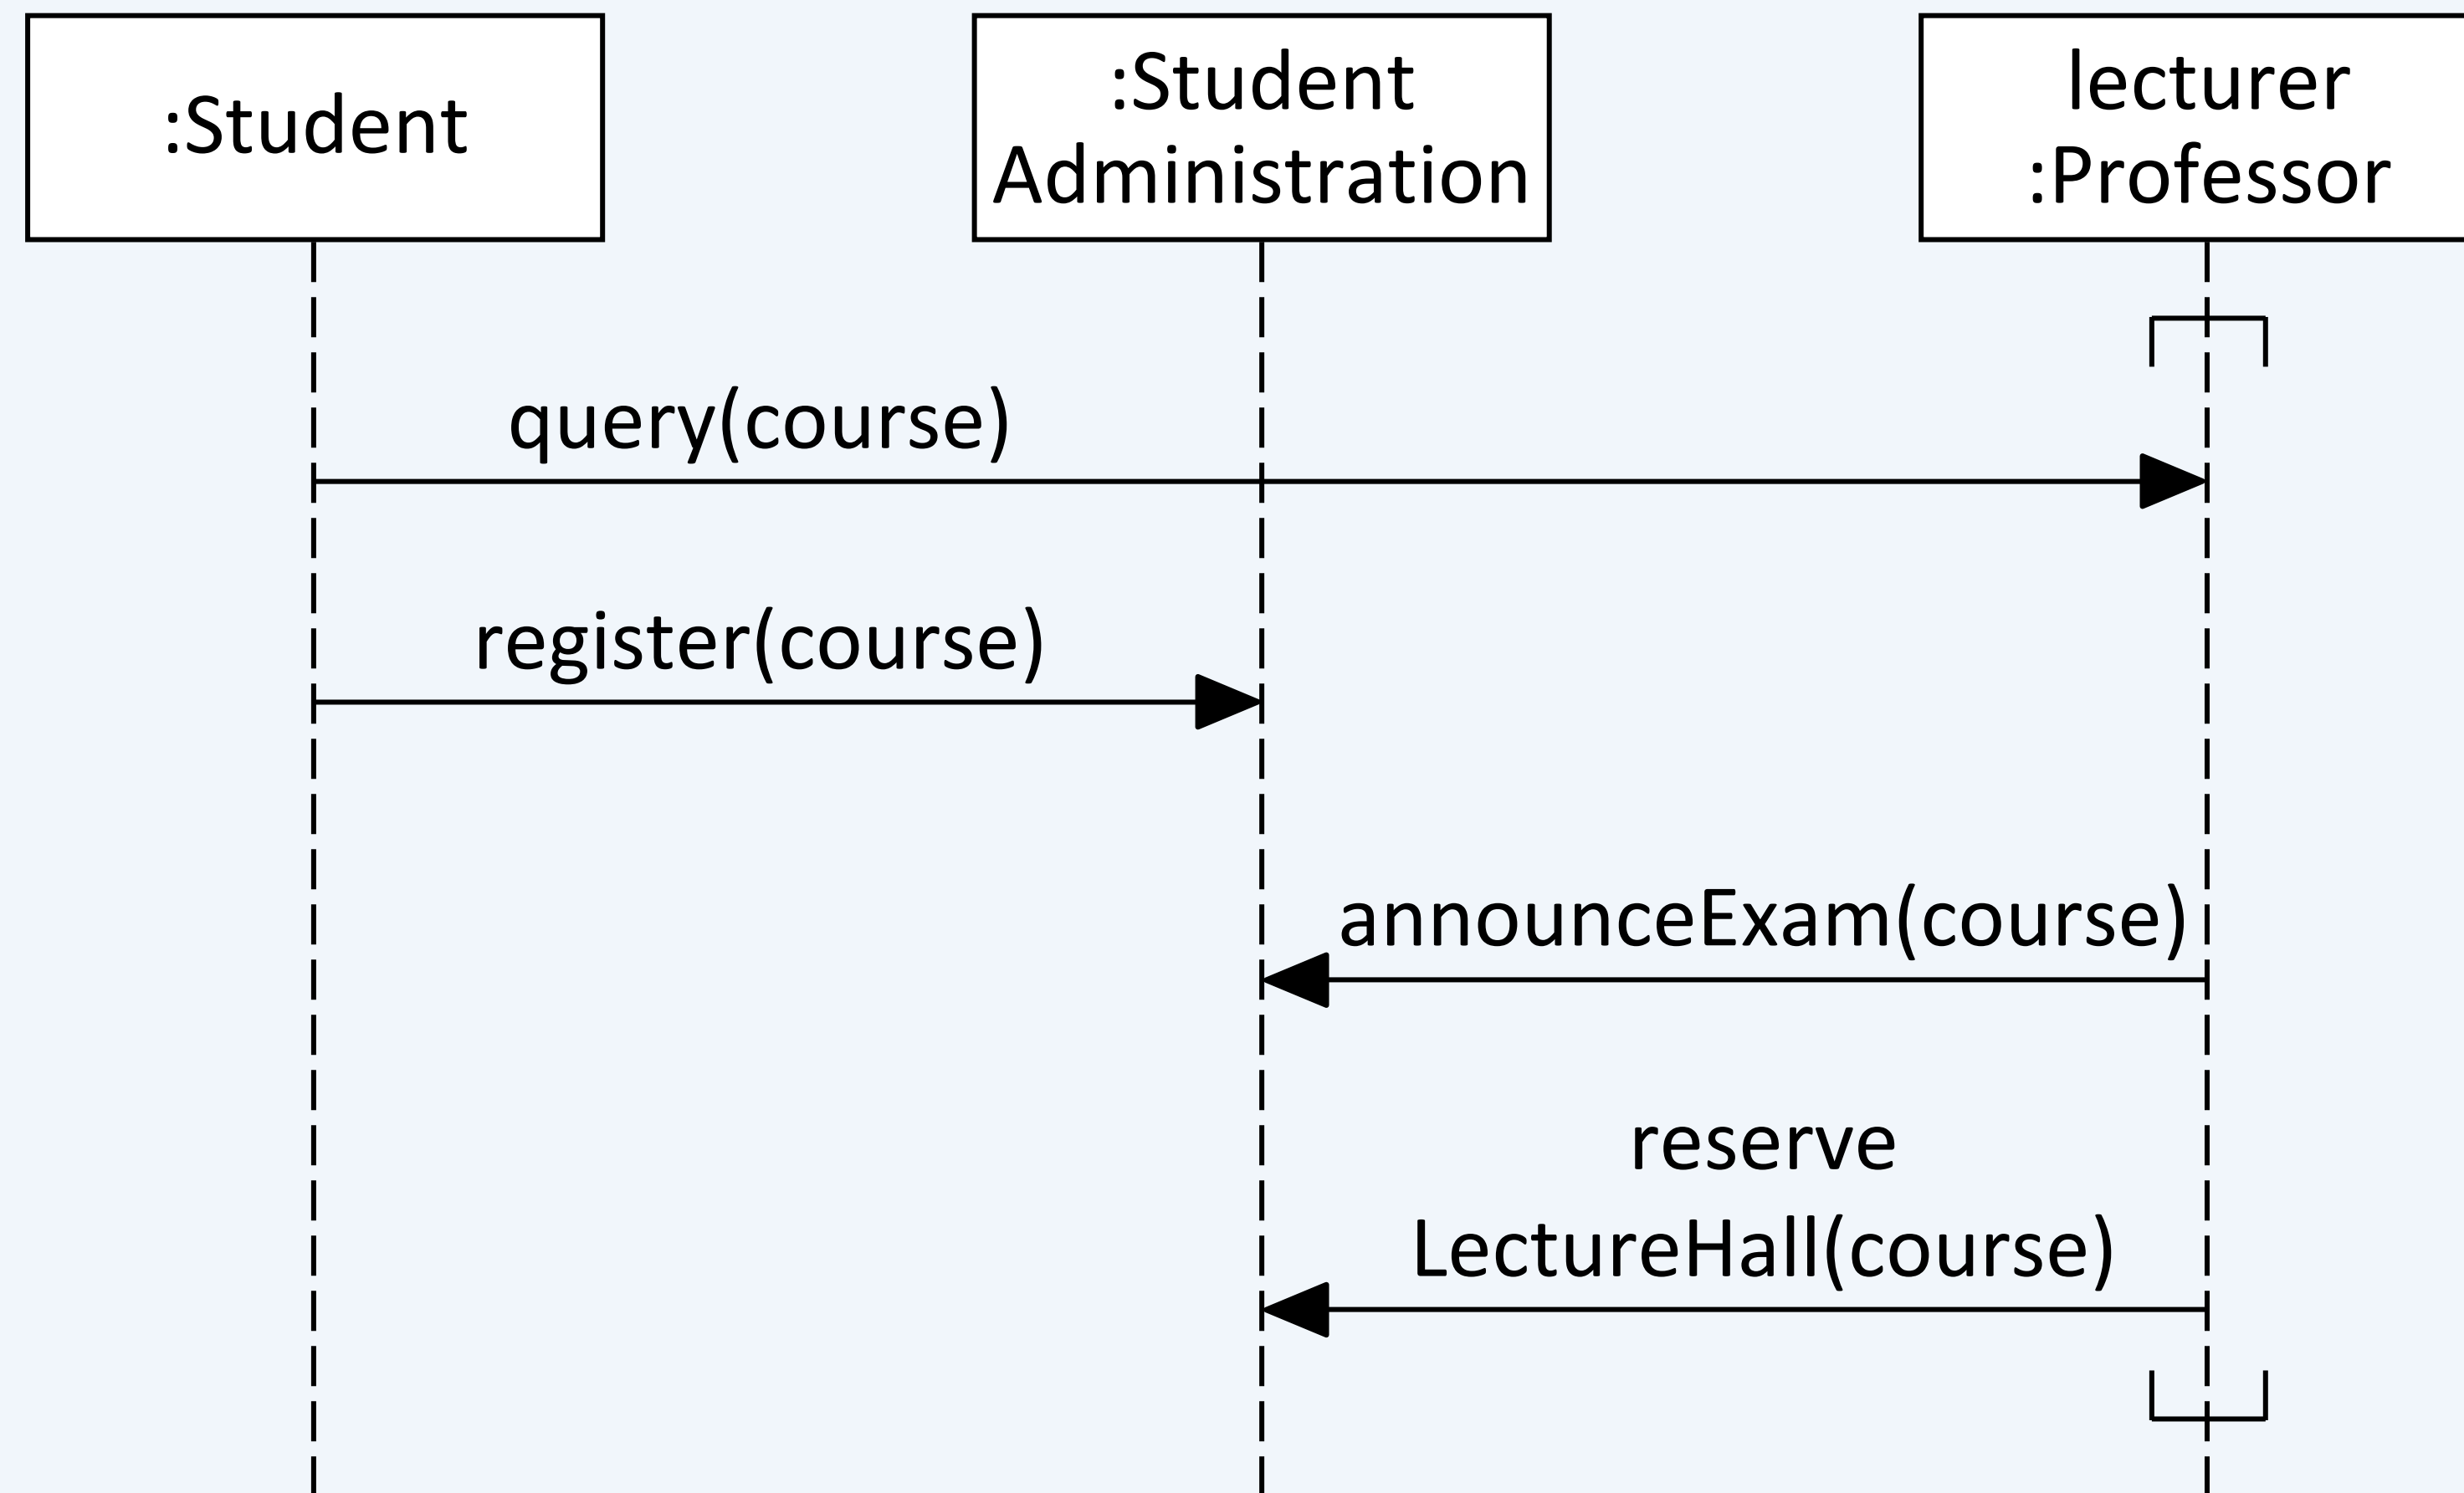 :Student
:Student
Administration
lecturer
:Professor
query(course)
register(course)
announceExam(course)
reserve
LectureHall(course)